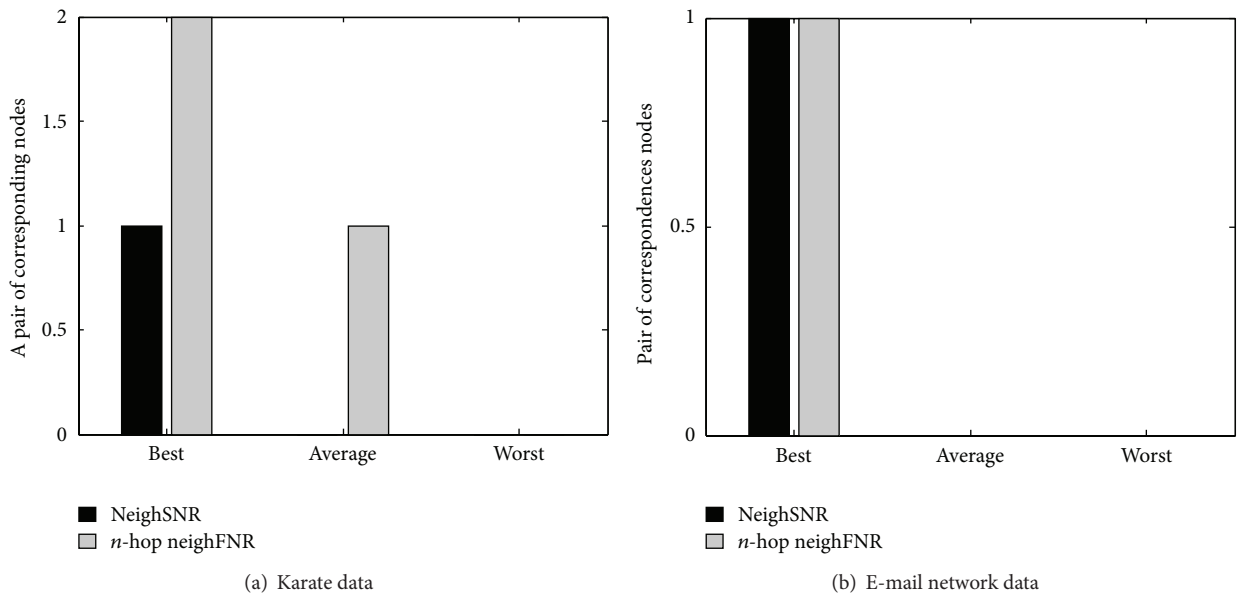 A pair of corresponding nodes
2
1.5
1
0.5
0
Best Average Worst
NeighSNR
n-hop neighFNR
(a) Karate data
Pair of correspondences nodes
1
0.5
0
Best Average Worst
NeighSNR
n-hop neighFNR
(b) E-mail network data